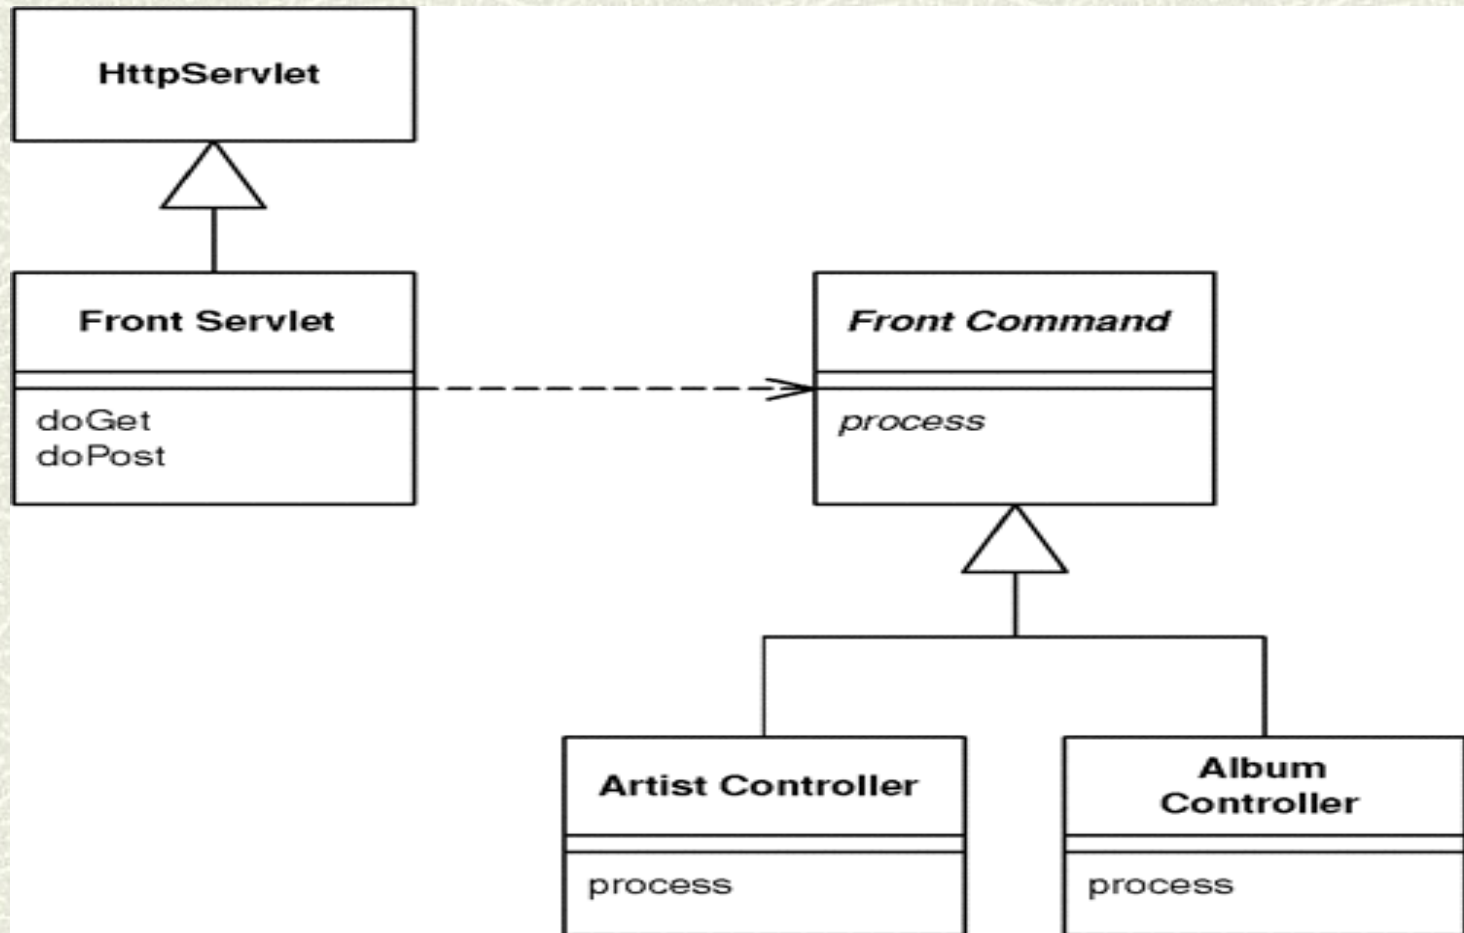 HttpServlet
Front Servlet
doGet
doPost
Front Command
process
Artist Controller
process
Album
Controller
process